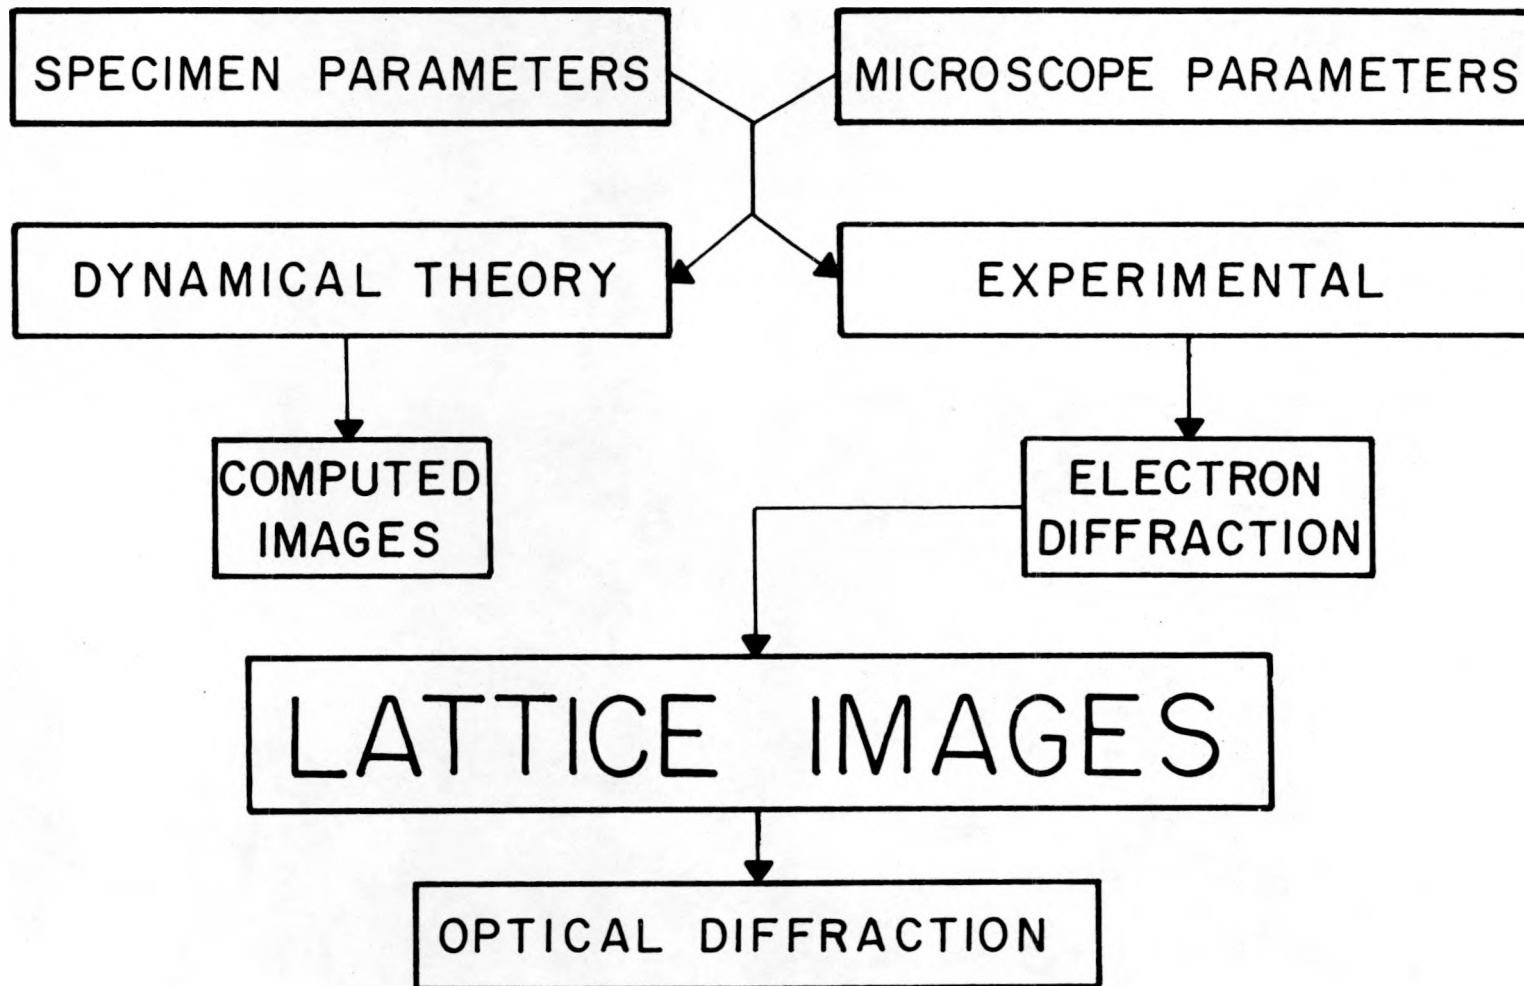 SPECIMEN PARAMETERS
MICROSCOPE PARAMETERS
DYNAMICAL THEORY
EXPERIMENTAL
COMPUTED
IMAGES
ELECTRON
DIFFRACTION
LATTICE IMAGES
OPTICAL DIFFRACTION